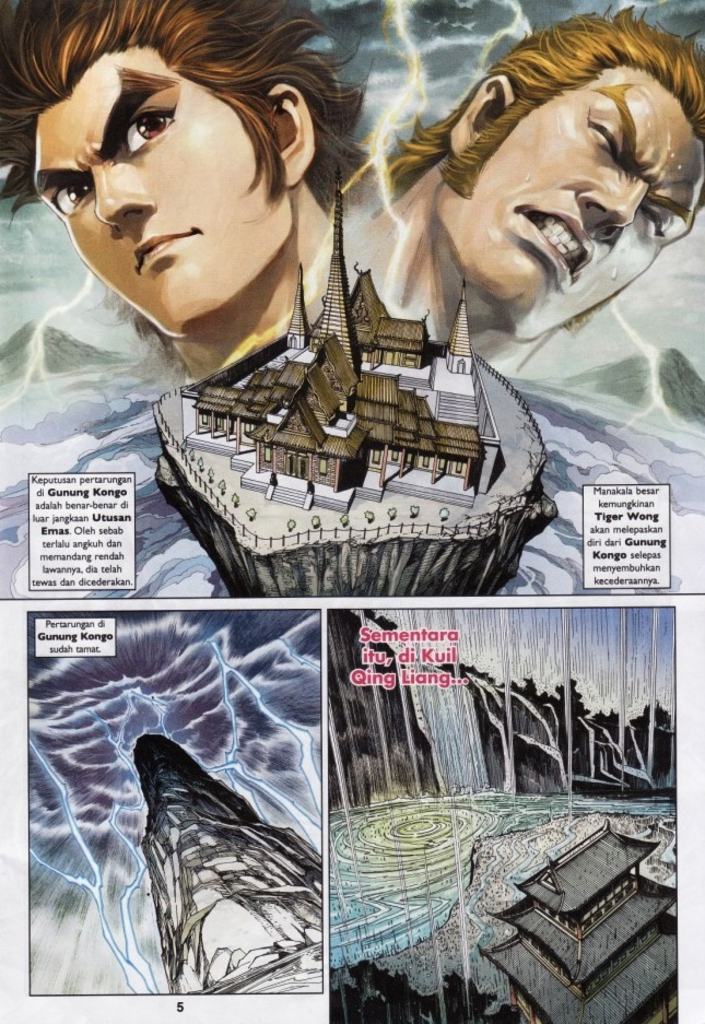 Keputusan pertarungan
di Gunung Kongo
adalah benar-benar di
luar jangkaan Utusan
Emas. Oleh sebab
terlalu angkuh dan
memandang rendah
lawannya, dia telah
tewas dan dicederakan.
Manakala besar
kemungkinan
Tiger Wong
akan melepaskan
diri dari Gunung
Kongo selepas
menyembuhkan
kecederaannya.
Pertarungan di
Gunung Kongo
sudah tamat.
Sementara
itu, di Kuil
Qing Liang...
5